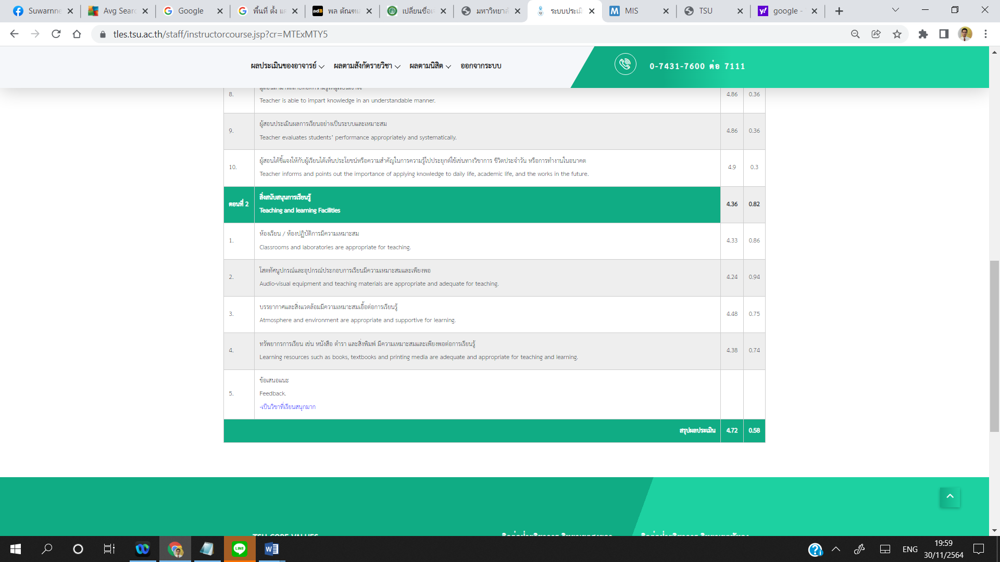 Suwarnne
Avg Searc
Google
พื้นที่ ตั้ง แต
พล ตัณฑเส
เปลี่ยนชื่อเ
มหาวิทยาลั
ระบบประเมิ
MIS
TSU
google -
tles.tsu.ac.th/staff/instructorcourse.jsp?cr=MTExMTY5
ผลประเมินของอาจารย์ ผลตามสังกัดรายวิชา ผลตามนิสิต ออกจากระบบ
0-7431-7600 ต่อ 7111
8.
Teacher is able to impart knowledge in an understandable manner.
4.86 0.36
9.
ผู้สอนประเมินผลการเรียนอย่างเป็นระบบและเหมาะสม
Teacher evaluates students’ performance appropriately and systematically.
4.86 0.36
10.
ผู้สอนได้ชี้แจงให้กับผู้เรียนได้เห็นประโยชน์หรือความสำคัญในการความรู้ไปประยุกต์ใช้เช่นทางวิชาการ ชีวิตประจำวัน หรือการทำงานในอนาคต
Teacher informs and points out the importance of applying knowledge to daily life, academic life, and the works in the future.
4.9 0.3
ตอนที่ 2
สิ่งสนับสนุนการเรียนรู้
Teaching and learning Facilities
4.36 0.82
1.
ห้องเรียน / ห้องปฏิบัติการมีความเหมาะสม
Classrooms and laboratories are appropriate for teaching.
4.33 0.86
2.
โสตทัศนูปกรณ์และอุปกรณ์ประกอบการเรียนมีความเหมาะสมและเพียงพอ
Audio-visual equipment and teaching materials are appropriate and adequate for teaching.
4.24 0.94
3.
บรรยากาศและสิ่งแวดล้อมมีความเหมาะสมเอื้อต่อการเรียนรู้
Atmosphere and environment are appropriate and supportive for learning.
4.48 0.75
4.
ทรัพยากรการเรียน เช่น หนังสือ ตำรา และสิ่งพิมพ์ มีความเหมาะสมและเพียงพอต่อการเรียนรู้
Learning resources such as books, textbooks and printing media are adequate and appropriate for teaching and learning.
4.38 0.74
5.
ข้อเสนอแนะ
Feedback.
-เป็นวิชาที่เรียนสนุกมาก
สรุปผลประเมิน 4.72 0.58
TSU CORE VALUES
LINE
ENG
19:59
30/11/2564